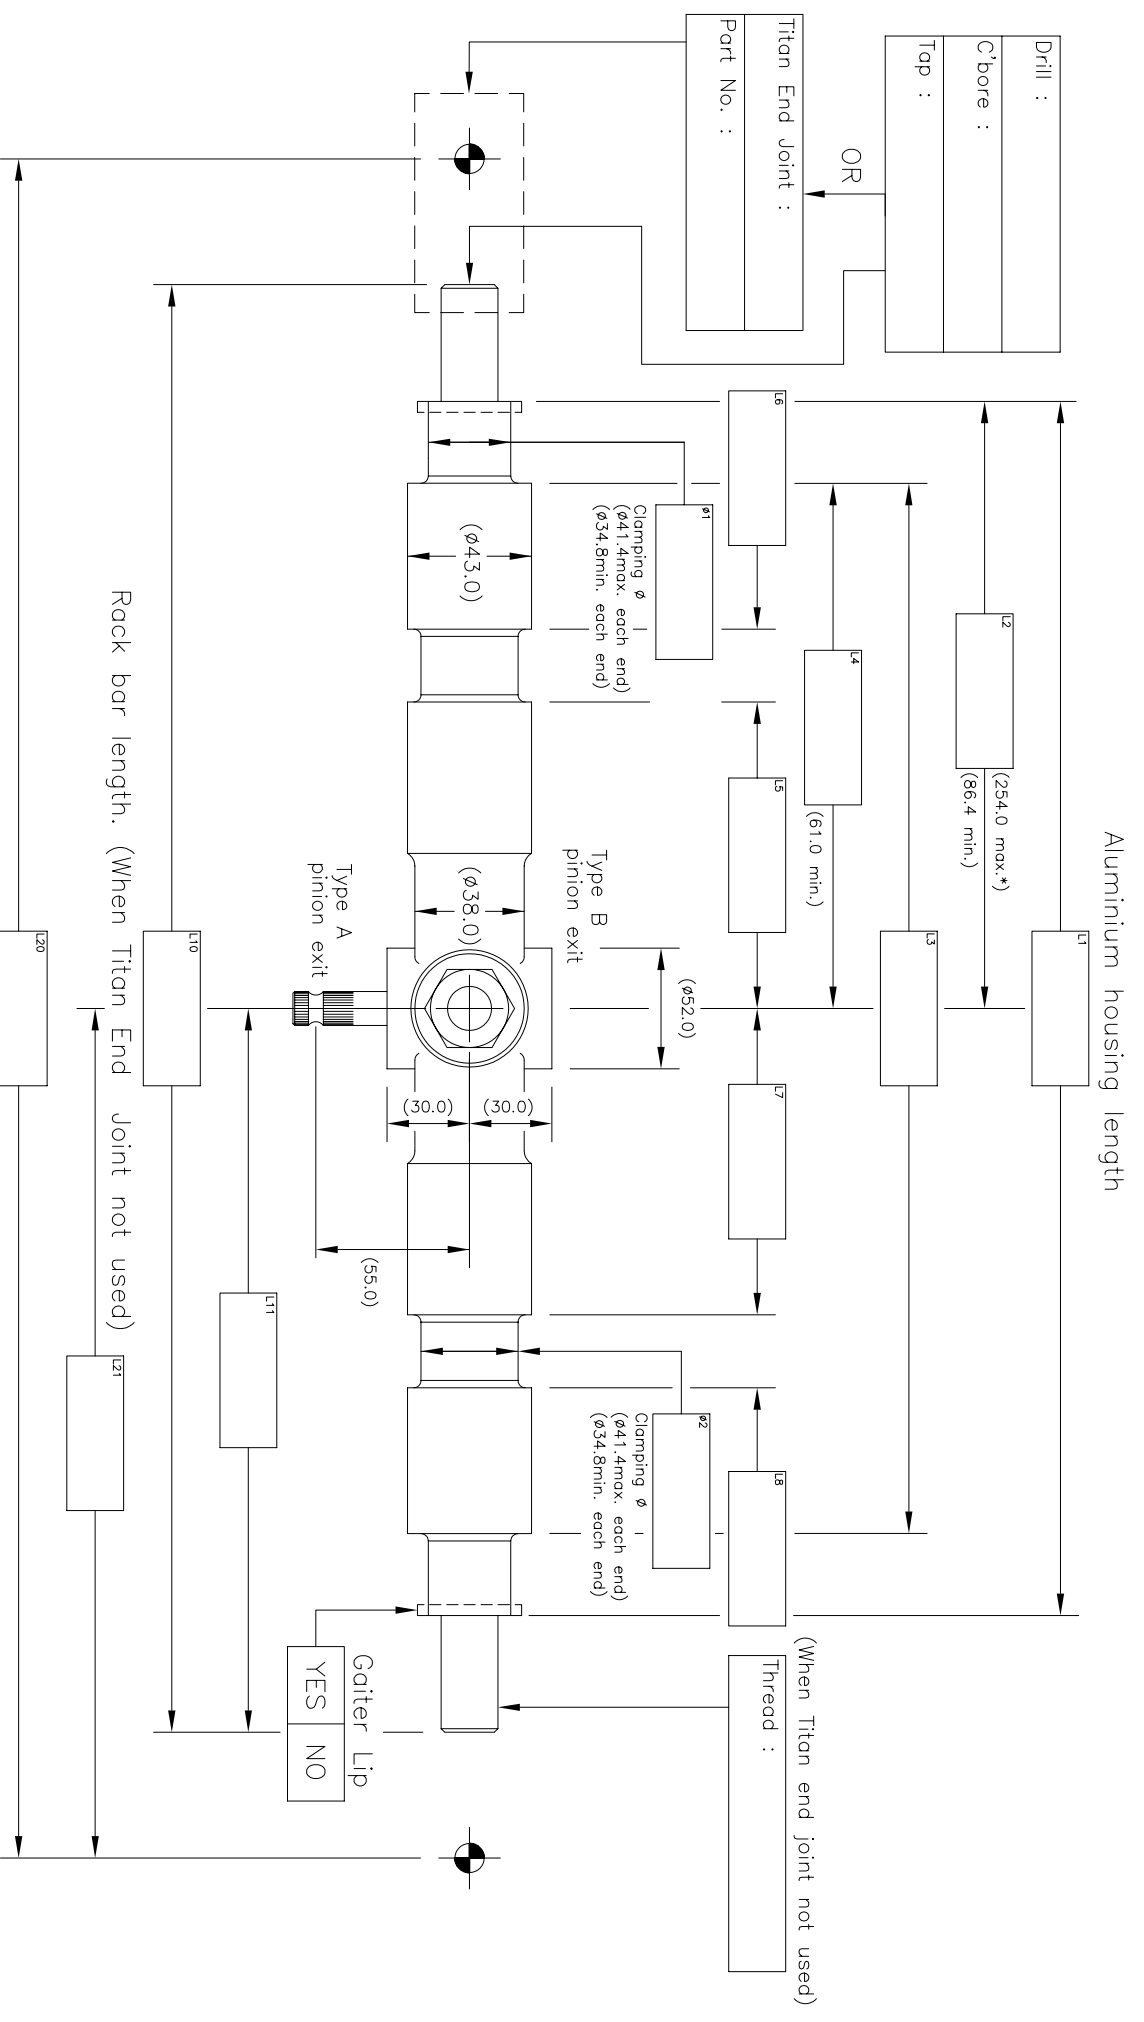 Aluminium housing length
L1
L2
(254.0 max.*)
(86.4 min.)
L3
L4
(61.0 min.)
L6
L5
L7
L8
Drill :
C'bore :
Tap :
OR
Titan End Joint :
Part No. :
(When Titan end joint not used)
Thread :
ø1
Clamping ø
(ø41.4max. each end)
(ø34.8min. each end)
ø2
Clamping ø
(ø41.4max. each end)
(ø34.8min. each end)
(ø52.0)
Type B
pinion exit
(ø43.0)
(ø38.0)
(30.0)
(30.0)
Type A
pinion exit
(55.0)
Gaiter Lip
YES
NO
L11
L10
Rack bar length. (When Titan End Joint not used)
L21
L20